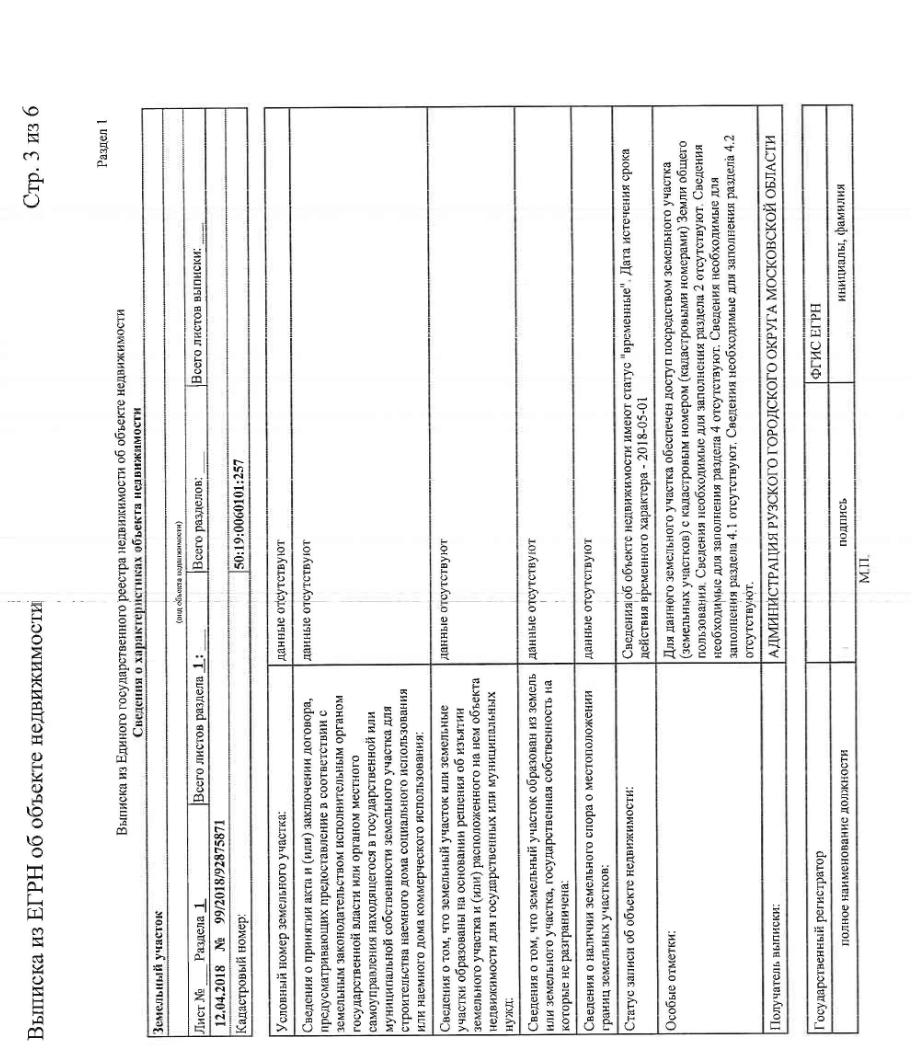 Выписка из ЕГРН об объекте недвижимости
Стр. 3 из 6
Раздел 1
Выписка из Единого государственного реестра недвижимости об объекте недвижимости
Сведения о характеристиках объекта недвижимости
Земельный участок
(вид объекта недвижимости)
Лист № ___ Раздела 1
Всего листов раздела 1: ___
Всего разделов: ___
Всего листов выписки: ___
12.04.2018 № 99/2018/92875871
Кадастровый номер:
50:19:0060101:257
Условный номер земельного участка:
данные отсутствуют
Сведения о принятии акта и (или) заключении договора,
предусматривающих предоставление в соответствии с
земельным законодательством исполнительным органом
государственной власти или органом местного
самоуправления находящегося в государственной или
муниципальной собственности земельного участка для
строительства наемного дома социального использования
или наемного дома коммерческого использования:
данные отсутствуют
Сведения о том, что земельный участок или земельные
участки образованы на основании решения об изъятии
земельного участка и (или) расположенного на нем объекта
недвижимости для государственных или муниципальных
нужд:
данные отсутствуют
Сведения о том, что земельный участок образован из земель
или земельного участка, государственная собственность на
которые не разграничена:
данные отсутствуют
Сведения о наличии земельного спора о местоположении
границ земельных участков:
данные отсутствуют
Статус записи об объекте недвижимости:
Сведения об объекте недвижимости имеют статус "временные". Дата истечения срока
действия временного характера - 2018-05-01
Особые отметки:
Для данного земельного участка обеспечен доступ посредством земельного участка
(земельных участков) с кадастровым номером (кадастровыми номерами) Земли общего
пользования. Сведения необходимые для заполнения раздела 2 отсутствуют. Сведения
необходимые для заполнения раздела 4 отсутствуют. Сведения необходимые для
заполнения раздела 4.1 отсутствуют. Сведения необходимые для заполнения раздела 4.2
отсутствуют.
Получатель выписки:
АДМИНИСТРАЦИЯ РУЗСКОГО ГОРОДСКОГО ОКРУГА МОСКОВСКОЙ ОБЛАСТИ
Государственный регистратор
ФГИС ЕГРН
полное наименование должности
подпись
инициалы, фамилия
М.П.